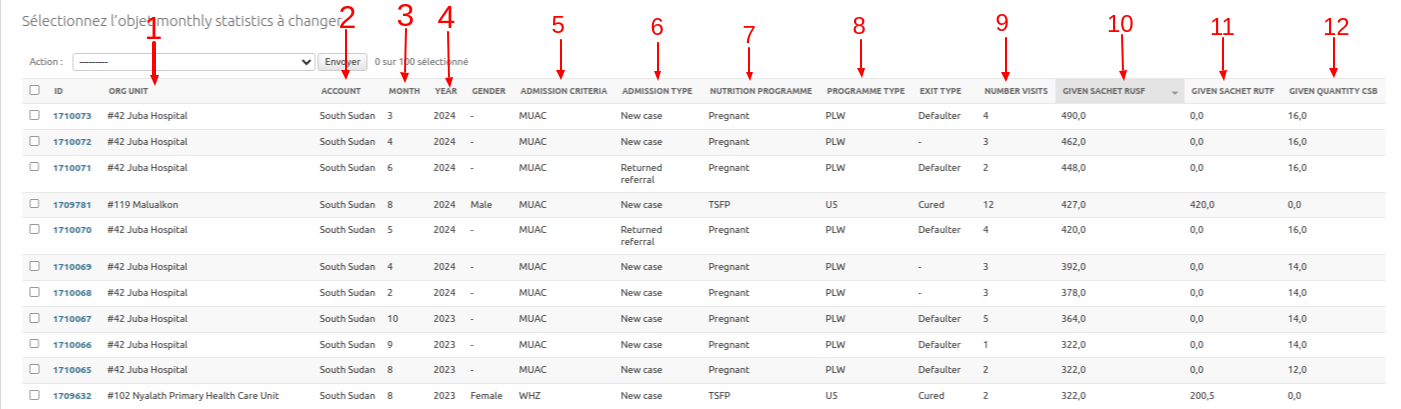 Sélectionnez l'objet monthly statistics à changer
1 2 3 4 5 6 7 8 9 10 11 12
Action : --------- Envoyer 0 sur 100 sélectionné
ID ORG UNIT ACCOUNT MONTH YEAR GENDER ADMISSION CRITERIA ADMISSION TYPE NUTRITION PROGRAMME PROGRAMME TYPE EXIT TYPE NUMBER VISITS GIVEN SACHET RUSF GIVEN SACHET RUTF GIVEN QUANTITY CSB
1710073 #42 Juba Hospital South Sudan 3 2024 - MUAC New case Pregnant PLW Defaulter 4 490,0 0,0 16,0
1710072 #42 Juba Hospital South Sudan 4 2024 - MUAC New case Pregnant PLW - 3 462,0 0,0 16,0
1710071 #42 Juba Hospital South Sudan 6 2024 - MUAC Returned Pregnant PLW Defaulter 2 448,0 0,0 16,0
referral
1709781 #119 Malualkon South Sudan 8 2024 Male MUAC New case TSFP U5 Cured 12 427,0 420,0 0,0
1710070 #42 Juba Hospital South Sudan 5 2024 - MUAC Returned Pregnant PLW Defaulter 4 420,0 0,0 16,0
referral
1710069 #42 Juba Hospital South Sudan 4 2024 - MUAC New case Pregnant PLW - 3 392,0 0,0 14,0
1710068 #42 Juba Hospital South Sudan 2 2024 - MUAC New case Pregnant PLW - 3 378,0 0,0 14,0
1710067 #42 Juba Hospital South Sudan 10 2023 - MUAC New case Pregnant PLW Defaulter 5 364,0 0,0 14,0
1710066 #42 Juba Hospital South Sudan 9 2023 - MUAC New case Pregnant PLW Defaulter 1 322,0 0,0 14,0
1710065 #42 Juba Hospital South Sudan 8 2023 - MUAC New case Pregnant PLW Defaulter 2 322,0 0,0 12,0
1709632 #102 Nyalath Primary Health Care Unit South Sudan 8 2023 Female WHZ New case TSFP U5 Cured 2 322,0 200,5 0,0